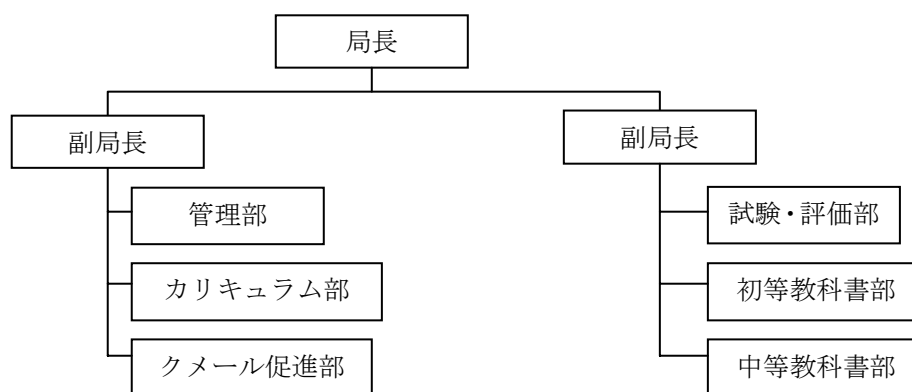 局長
副局長
副局長
管理部
試験・評価部
カリキュラム部
初等教科書部
クメール促進部
中等教科書部